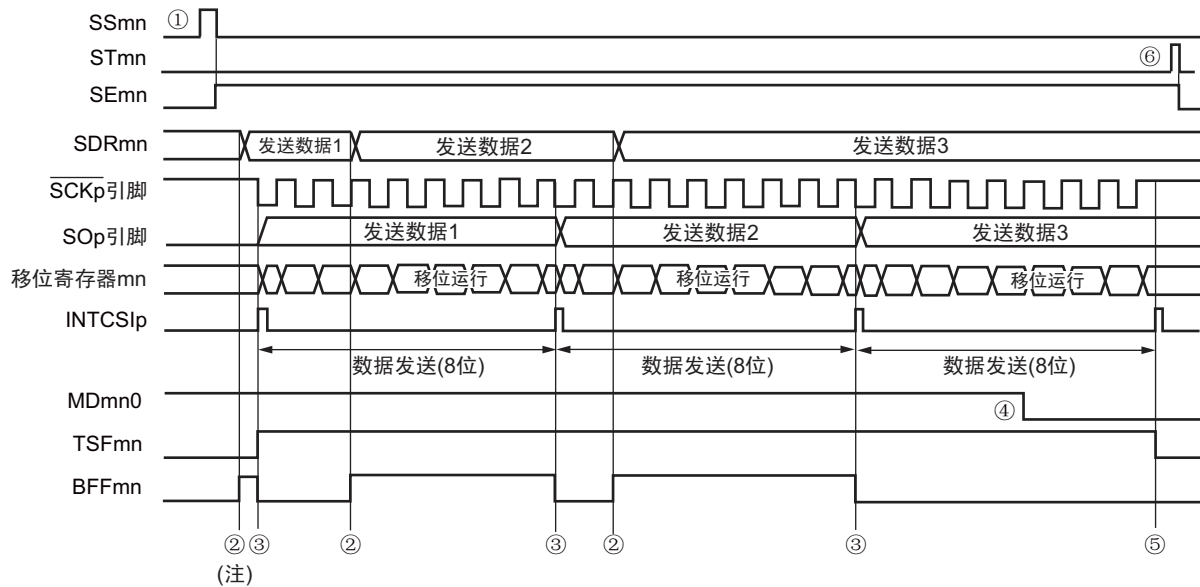 SSmn ①
STmn ⑥
SEmn
SDRmn 发送数据1 发送数据2 发送数据3
SCKp引脚
SOp引脚 发送数据1 发送数据2 发送数据3
移位寄存器mn 移位运行 移位运行 移位运行
INTCSIp
数据发送(8位) 数据发送(8位) 数据发送(8位)
MDmn0 ④
TSFmn
BFFmn
② ③ ② ③ ② ③ ⑤
(注)